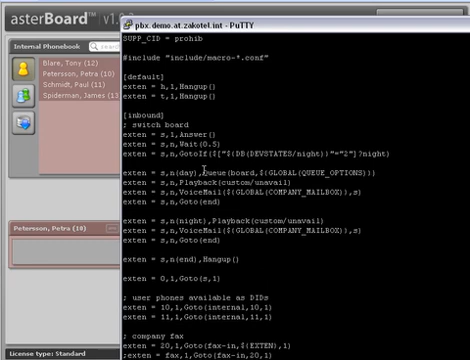 asterBoard v1.0.2
Internal Phonebook
search
Blare, Tony (12)
Petersson, Petra (10)
Schmidt, Paul (11)
Spiderman, James (13
Petersson, Petra (10)
License type: Standard
pbx.demo.at.zakotel.int - PuTTY
SUPP_CID = prohib
#include "include/macro-*.conf"
[default]
exten = h,1,Hangup()
exten = t,1,Hangup()
[inbound]
; switch board
exten = s,1,Answer()
exten = s,n,Wait(0.5)
exten = s,n,GotoIf($["${DB(DEVSTATES/night)}"="2"]?night)
exten = s,n(day),Queue(board,${GLOBAL(QUEUE_OPTIONS)})
exten = s,n,Playback(custom/unavail)
exten = s,n,VoiceMail(${GLOBAL(COMPANY_MAILBOX)},s)
exten = s,n,Goto(end)
exten = s,n(night),Playback(custom/unavail)
exten = s,n,VoiceMail(${GLOBAL(COMPANY_MAILBOX)},s)
exten = s,n,Goto(end)
exten = s,n(end),Hangup()
exten = 0,1,Goto(s,1)
; user phones available as DIDs
exten = 10,1,Goto(internal,10,1)
exten = 11,1,Goto(internal,11,1)
; company fax
exten = 20,1,Goto(fax-in,${EXTEN},1)
;exten = fax,1,Goto(fax-in,20,1)